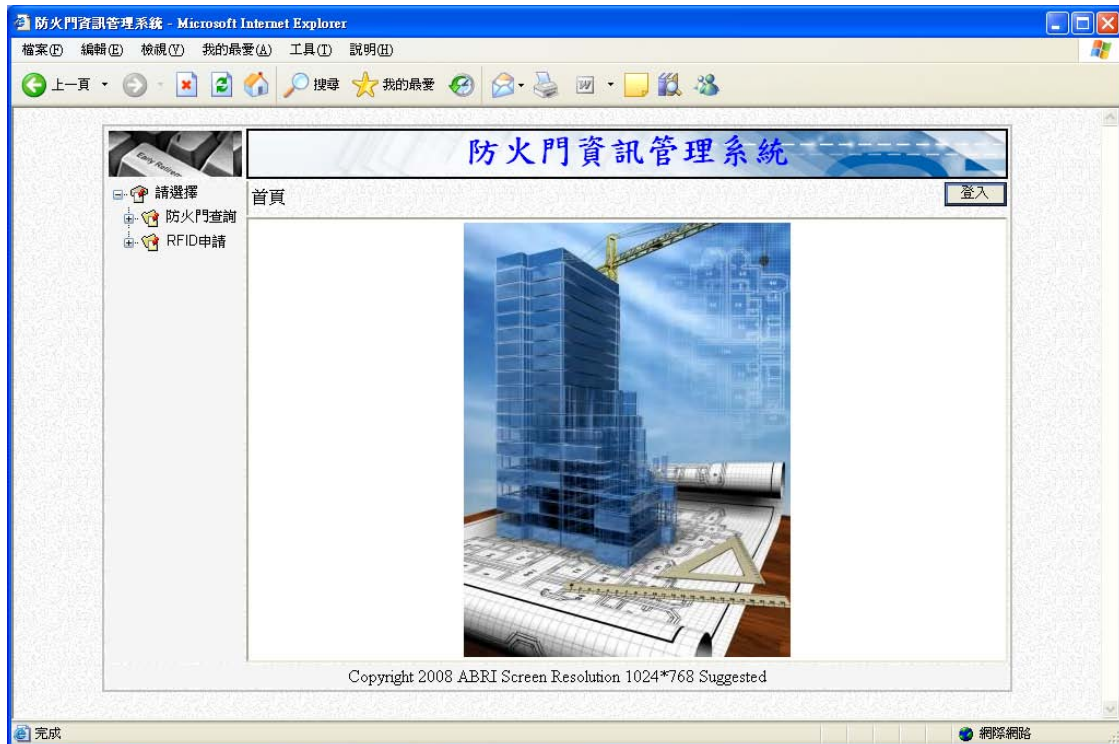 防火門資訊管理系統 - Microsoft Internet Explorer
檔案(F) 編輯(E) 檢視(V) 我的最愛(A) 工具(T) 說明(H)
上一頁 搜尋 我的最愛
Early Retirem
防火門資訊管理系統
請選擇
防火門查詢
RFID申請
首頁
登入
Copyright 2008 ABRI Screen Resolution 1024*768 Suggested
完成
網際網路